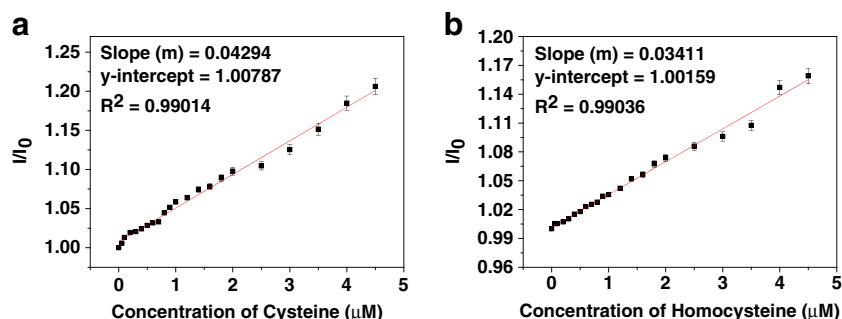 a
Slope (m) = 0.04294
y-intercept = 1.00787
R² = 0.99014
I/I₀
1.25
1.20
1.15
1.10
1.05
1.00
0 1 2 3 4 5
Concentration of Cysteine (μM)
b
Slope (m) = 0.03411
y-intercept = 1.00159
R² = 0.99036
I/I₀
1.20
1.17
1.14
1.11
1.08
1.05
1.02
0.99
0.96
0 1 2 3 4 5
Concentration of Homocysteine (μM)